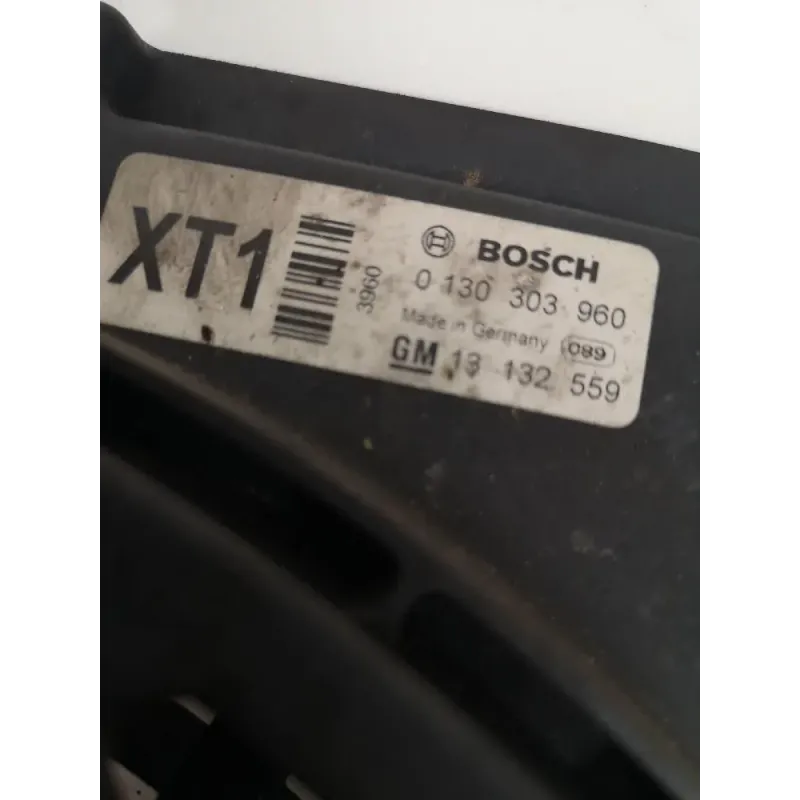 XT1
3960
BOSCH
0 130 303 960
Made in Germany 089
GM 13 132 559